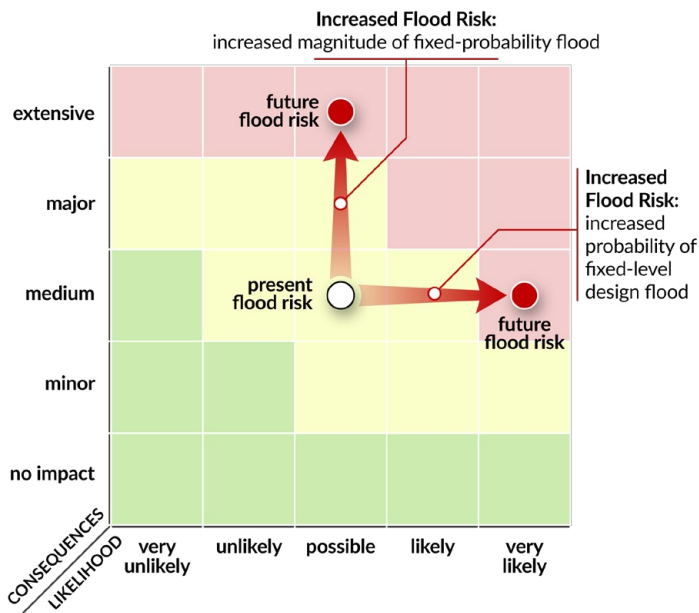 Increased Flood Risk:
increased magnitude of fixed-probability flood
extensive
future
flood risk
major
Increased
Flood Risk:
increased
probability of
fixed-level
design flood
medium
present
flood risk
future
flood risk
minor
no impact
CONSEQUENCES
LIKELIHOOD
very
unlikely
unlikely
possible
likely
very
likely